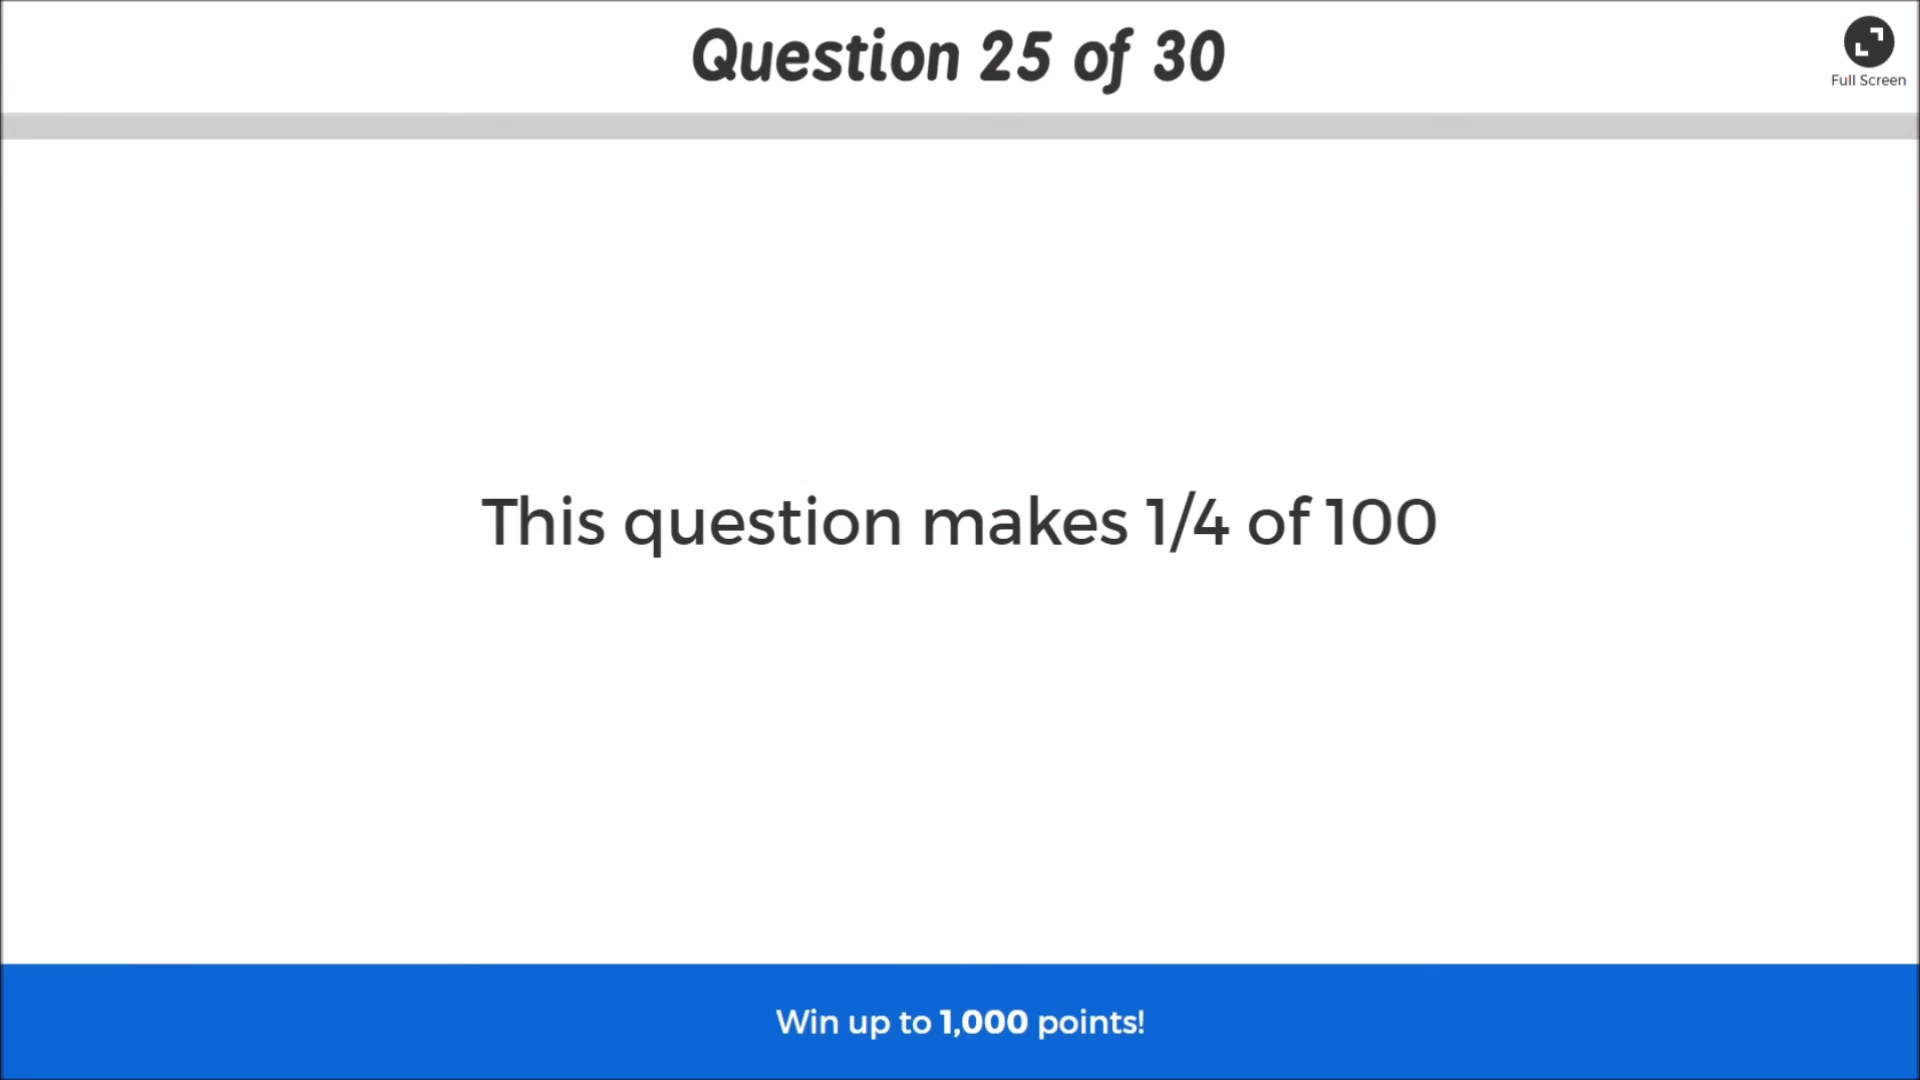 Question 25 of 30
Full Screen
This question makes 1/4 of 100
Win up to 1,000 points!